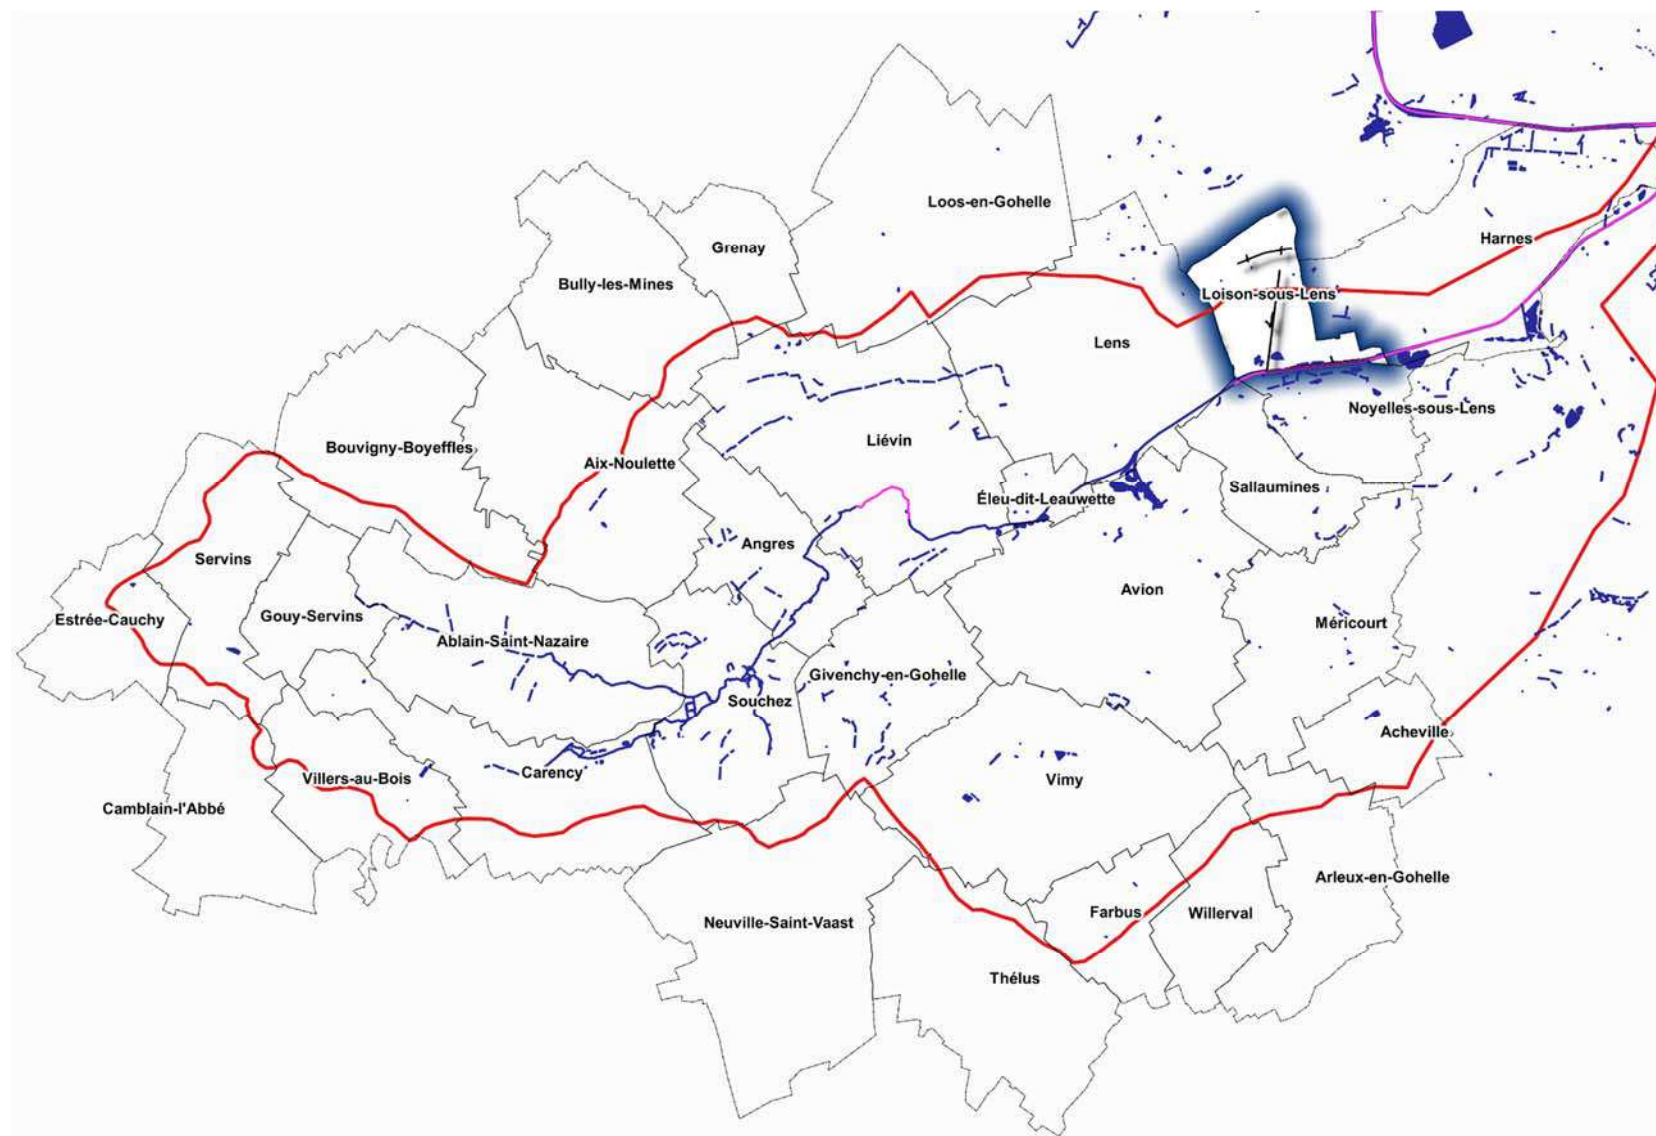 Loos-en-Gohelle
Grenay
Harnes
Bully-les-Mines
Loison-sous-Lens
Lens
Noyelles-sous-Lens
Liévin
Bouvigny-Boyeffles
Aix-Noulette
Sallaumines
Éleu-dit-Leauwette
Angres
Servins
Avion
Gouy-Servins
Estrée-Cauchy
Méricourt
Ablain-Saint-Nazaire
Givenchy-en-Gohelle
Souchez
Acheville
Carency
Villers-au-Bois
Vimy
Camblain-l'Abbé
Arleux-en-Gohelle
Farbus
Willerval
Neuville-Saint-Vaast
Thélus